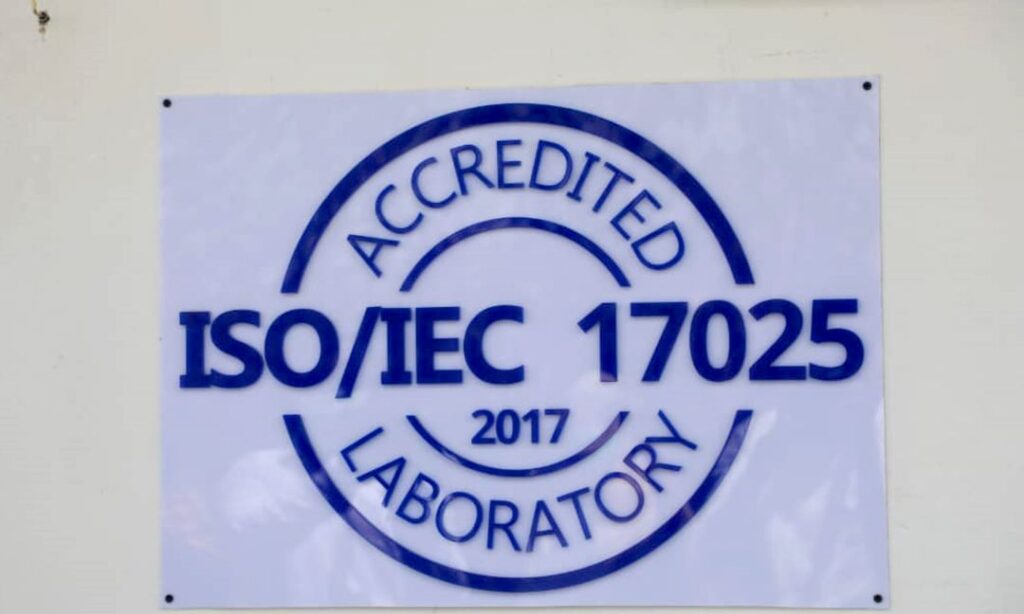 ACCREDITED
ISO/IEC 17025
2017
LABORATORY